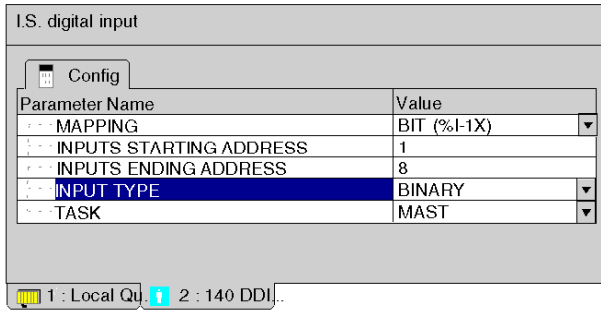 I.S. digital input
Config
Parameter Name Value
MAPPING BIT (%I-1X)
INPUTS STARTING ADDRESS 1
INPUTS ENDING ADDRESS 8
INPUT TYPE BINARY
TASK MAST
1 : Local Qu. 2 : 140 DDI...